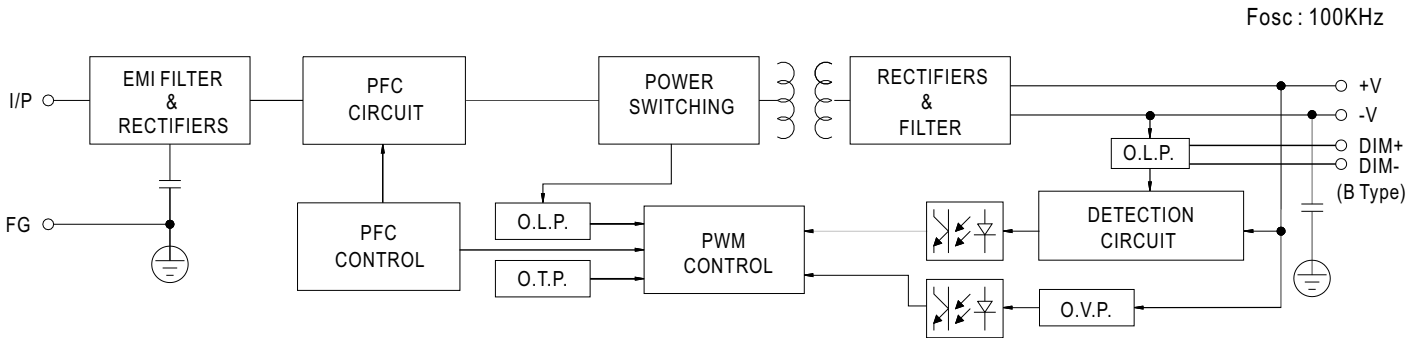 Fosc : 100KHz
I/P
EMI FILTER
&
RECTIFIERS
PFC
CIRCUIT
POWER
SWITCHING
RECTIFIERS
&
FILTER
+V
-V
DIM+
DIM-
(B Type)
O.L.P.
FG
PFC
CONTROL
O.L.P.
O.T.P.
PWM
CONTROL
DETECTION
CIRCUIT
O.V.P.